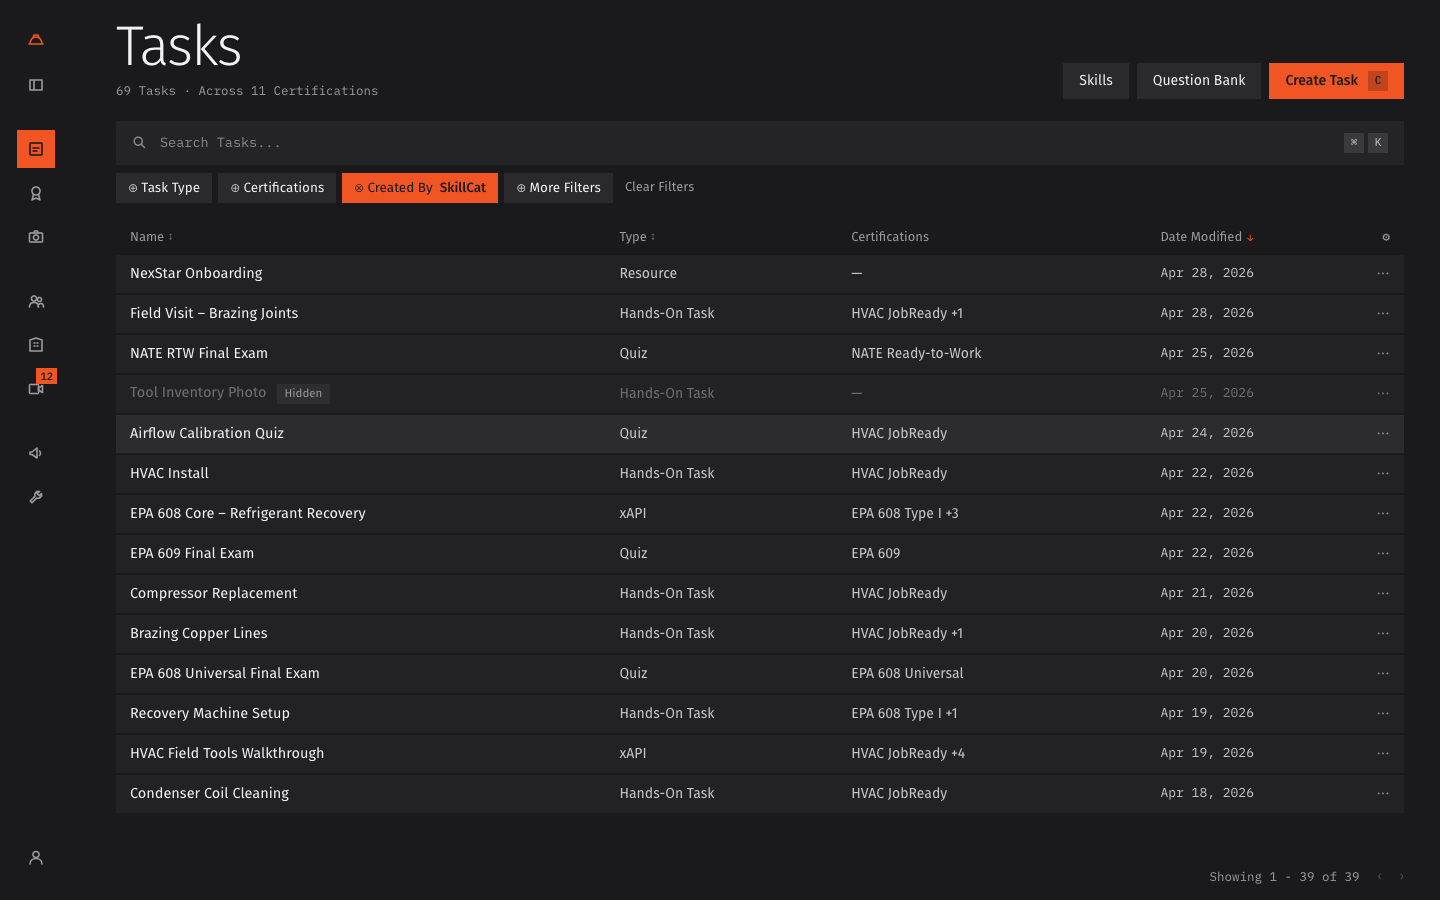 Tasks
69 Tasks · Across 11 Certifications
Skills
Question Bank
Create Task C
Search Tasks...
⌘ K
Task Type
Certifications
Created By SkillCat
More Filters
Clear Filters
Name Type Certifications Date Modified
NexStar Onboarding Resource — Apr 28, 2026 ...
Field Visit – Brazing Joints Hands-On Task HVAC JobReady +1 Apr 28, 2026 ...
NATE RTW Final Exam Quiz NATE Ready-to-Work Apr 25, 2026 ...
Tool Inventory Photo Hidden Hands-On Task — Apr 25, 2026 ...
Airflow Calibration Quiz Quiz HVAC JobReady Apr 24, 2026 ...
HVAC Install Hands-On Task HVAC JobReady Apr 22, 2026 ...
EPA 608 Core – Refrigerant Recovery xAPI EPA 608 Type I +3 Apr 22, 2026 ...
EPA 609 Final Exam Quiz EPA 609 Apr 22, 2026 ...
Compressor Replacement Hands-On Task HVAC JobReady Apr 21, 2026 ...
Brazing Copper Lines Hands-On Task HVAC JobReady +1 Apr 20, 2026 ...
EPA 608 Universal Final Exam Quiz EPA 608 Universal Apr 20, 2026 ...
Recovery Machine Setup Hands-On Task EPA 608 Type I +1 Apr 19, 2026 ...
HVAC Field Tools Walkthrough xAPI HVAC JobReady +4 Apr 19, 2026 ...
Condenser Coil Cleaning Hands-On Task HVAC JobReady Apr 18, 2026 ...
12
Showing 1 - 39 of 39 ‹ ›